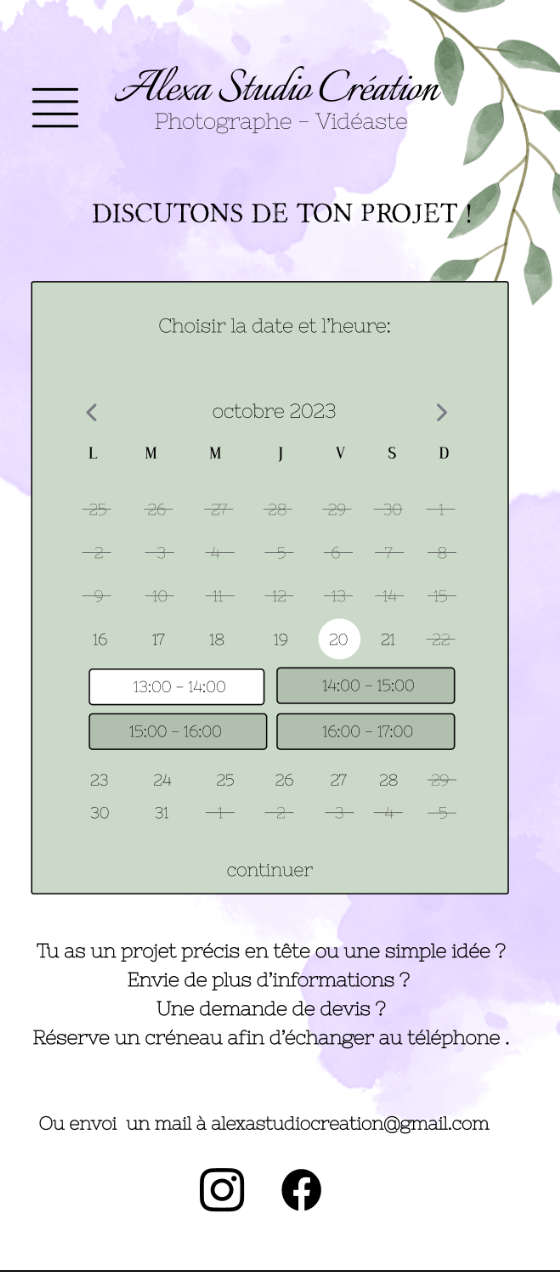 Alexa Studio Création
Photographe - Vidéaste
DISCUTONS DE TON PROJET !
Choisir la date et l'heure:
octobre 2023
L M M J V S D
25 26 27 28 29 30 1
2 3 4 5 6 7 8
9 10 11 12 13 14 15
16 17 18 19 20 21 22
13:00 - 14:00 14:00 - 15:00
15:00 - 16:00 16:00 - 17:00
23 24 25 26 27 28 29
30 31 1 2 3 4 5
continuer
Tu as un projet précis en tête ou une simple idée ?
Envie de plus d'informations ?
Une demande de devis ?
Réserve un créneau afin d'échanger au téléphone .
Ou envoi un mail à alexastudiocreation@gmail.com